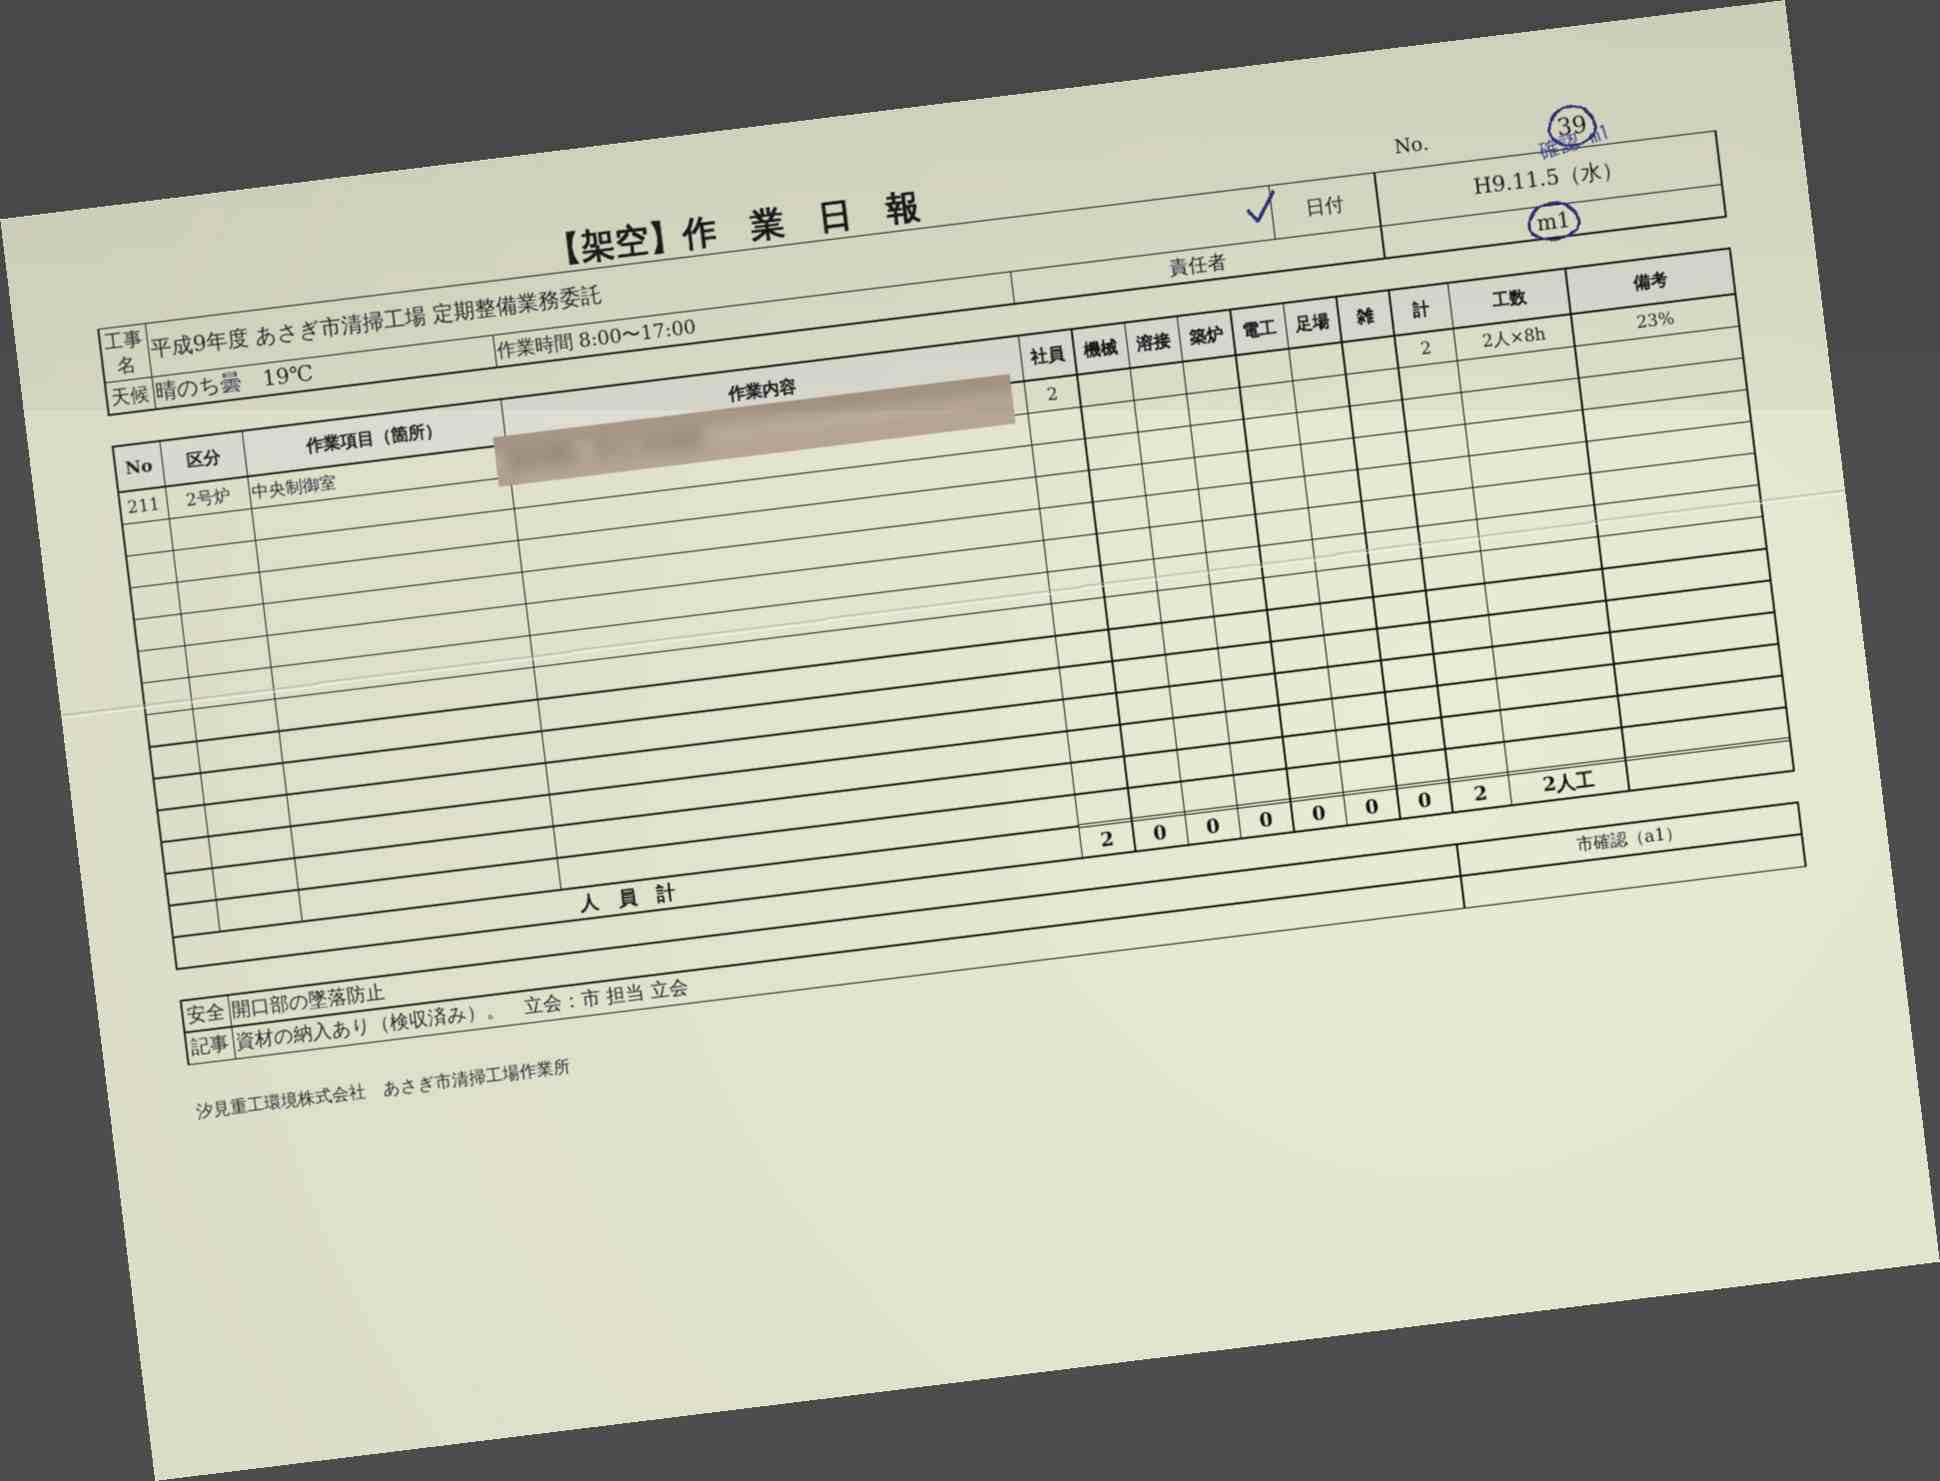 No. 39
確認 m1
【架空】作 業 日 報
工事名 平成9年度 あさぎ市清掃工場 定期整備業務委託 日付 H9.11.5（水）
天候 晴のち曇 19℃ 作業時間 8:00〜17:00 責任者 m1
No 区分 作業項目（箇所） 作業内容 社員 機械 溶接 築炉 電工 足場 雑 計 工数 備考
211 2号炉 中央制御室 2 2 2人×8h 23%
人 員 計 2 0 0 0 0 0 0 2 2人工
安全 開口部の墜落防止 市確認（a1）
記事 資材の納入あり（検収済み）。 立会：市 担当 立会
汐見重工環境株式会社 あさぎ市清掃工場作業所